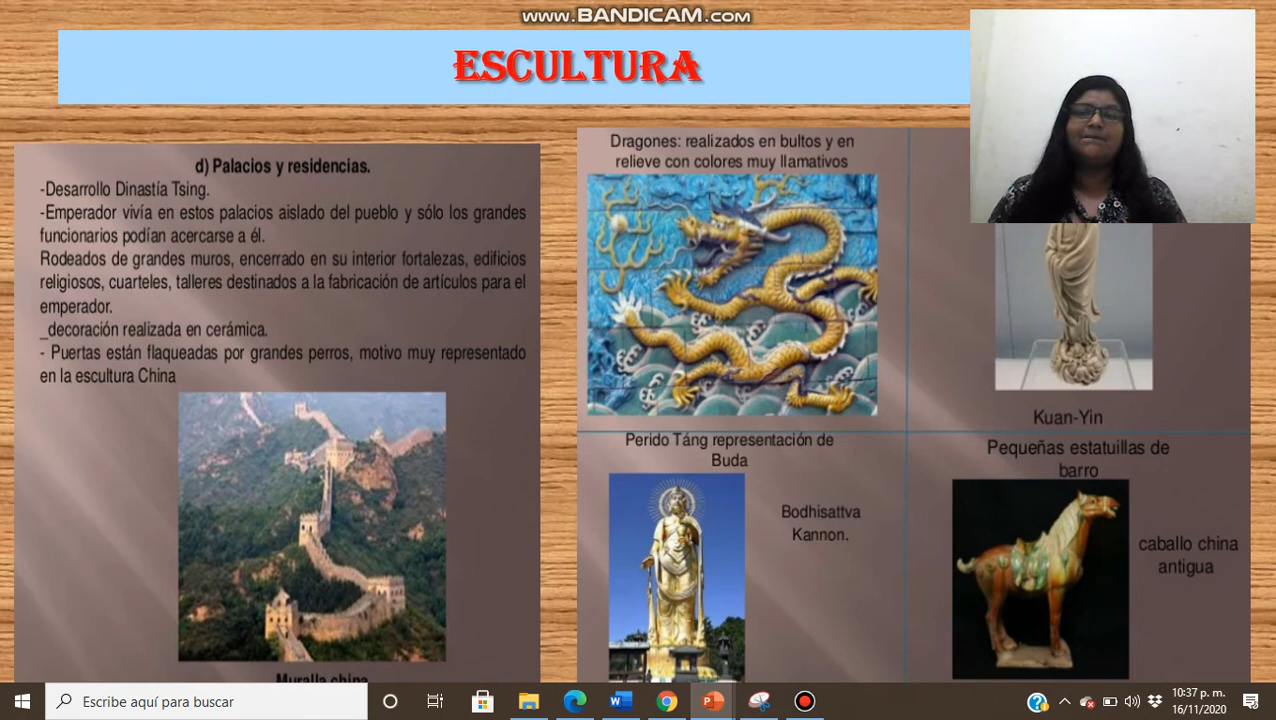 www.BANDICAM.com
ESCULTURA
d) Palacios y residencias.
-Desarrollo Dinastía Tsing.
-Emperador vivía en estos palacios aislado del pueblo y sólo los grandes
funcionarios podían acercarse a él.
Rodeados de grandes muros, encerrado en su interior fortalezas, edificios
religiosos, cuarteles, talleres destinados a la fabricación de artículos para el
emperador.
_decoración realizada en cerámica.
- Puertas están flaqueadas por grandes perros, motivo muy representado
en la escultura China
Muralla china
Dragones: realizados en bultos y en
relieve con colores muy llamativos
Kuan-Yin
Perido Táng representación de
Buda
Bodhisattva
Kannon.
Pequeñas estatuillas de
barro
caballo china
antigua
Escribe aquí para buscar
10:37 p. m.
16/11/2020